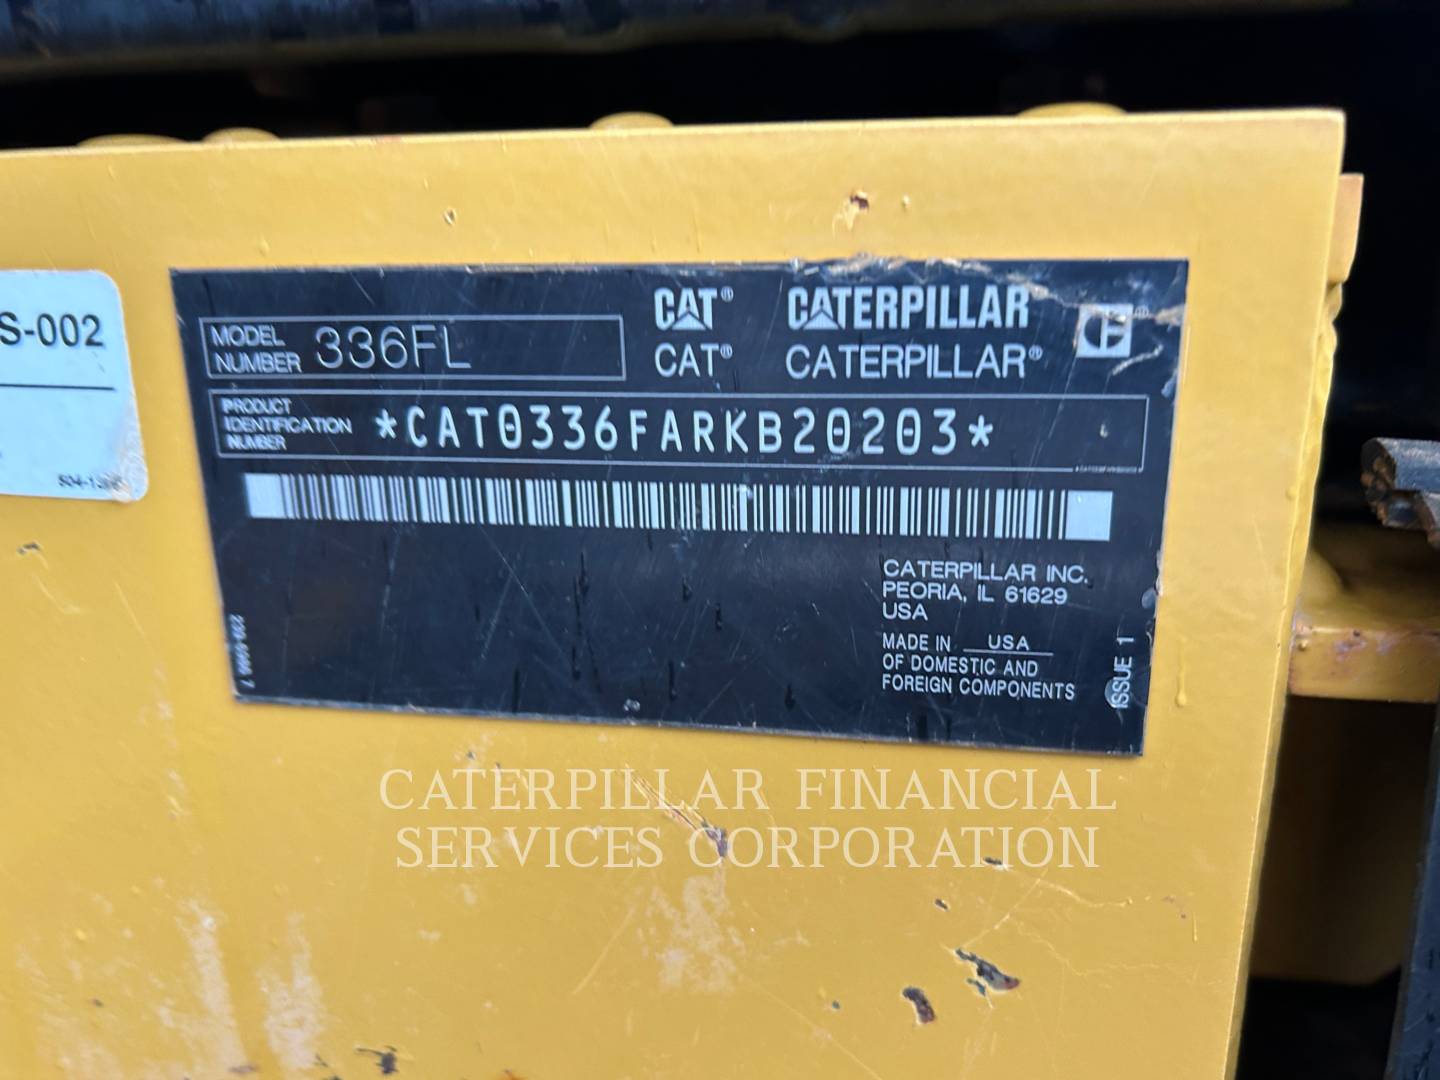 S-002
MODEL NUMBER 336FL
CAT® CATERPILLAR®
CAT® CATERPILLAR®
PRODUCT
IDENTIFICATION
NUMBER
*CAT0336FARKB20203*
CATERPILLAR INC.
PEORIA, IL 61629
USA
MADE IN USA
OF DOMESTIC AND
FOREIGN COMPONENTS
ISSUE 1
CATERPILLAR FINANCIAL
SERVICES CORPORATION